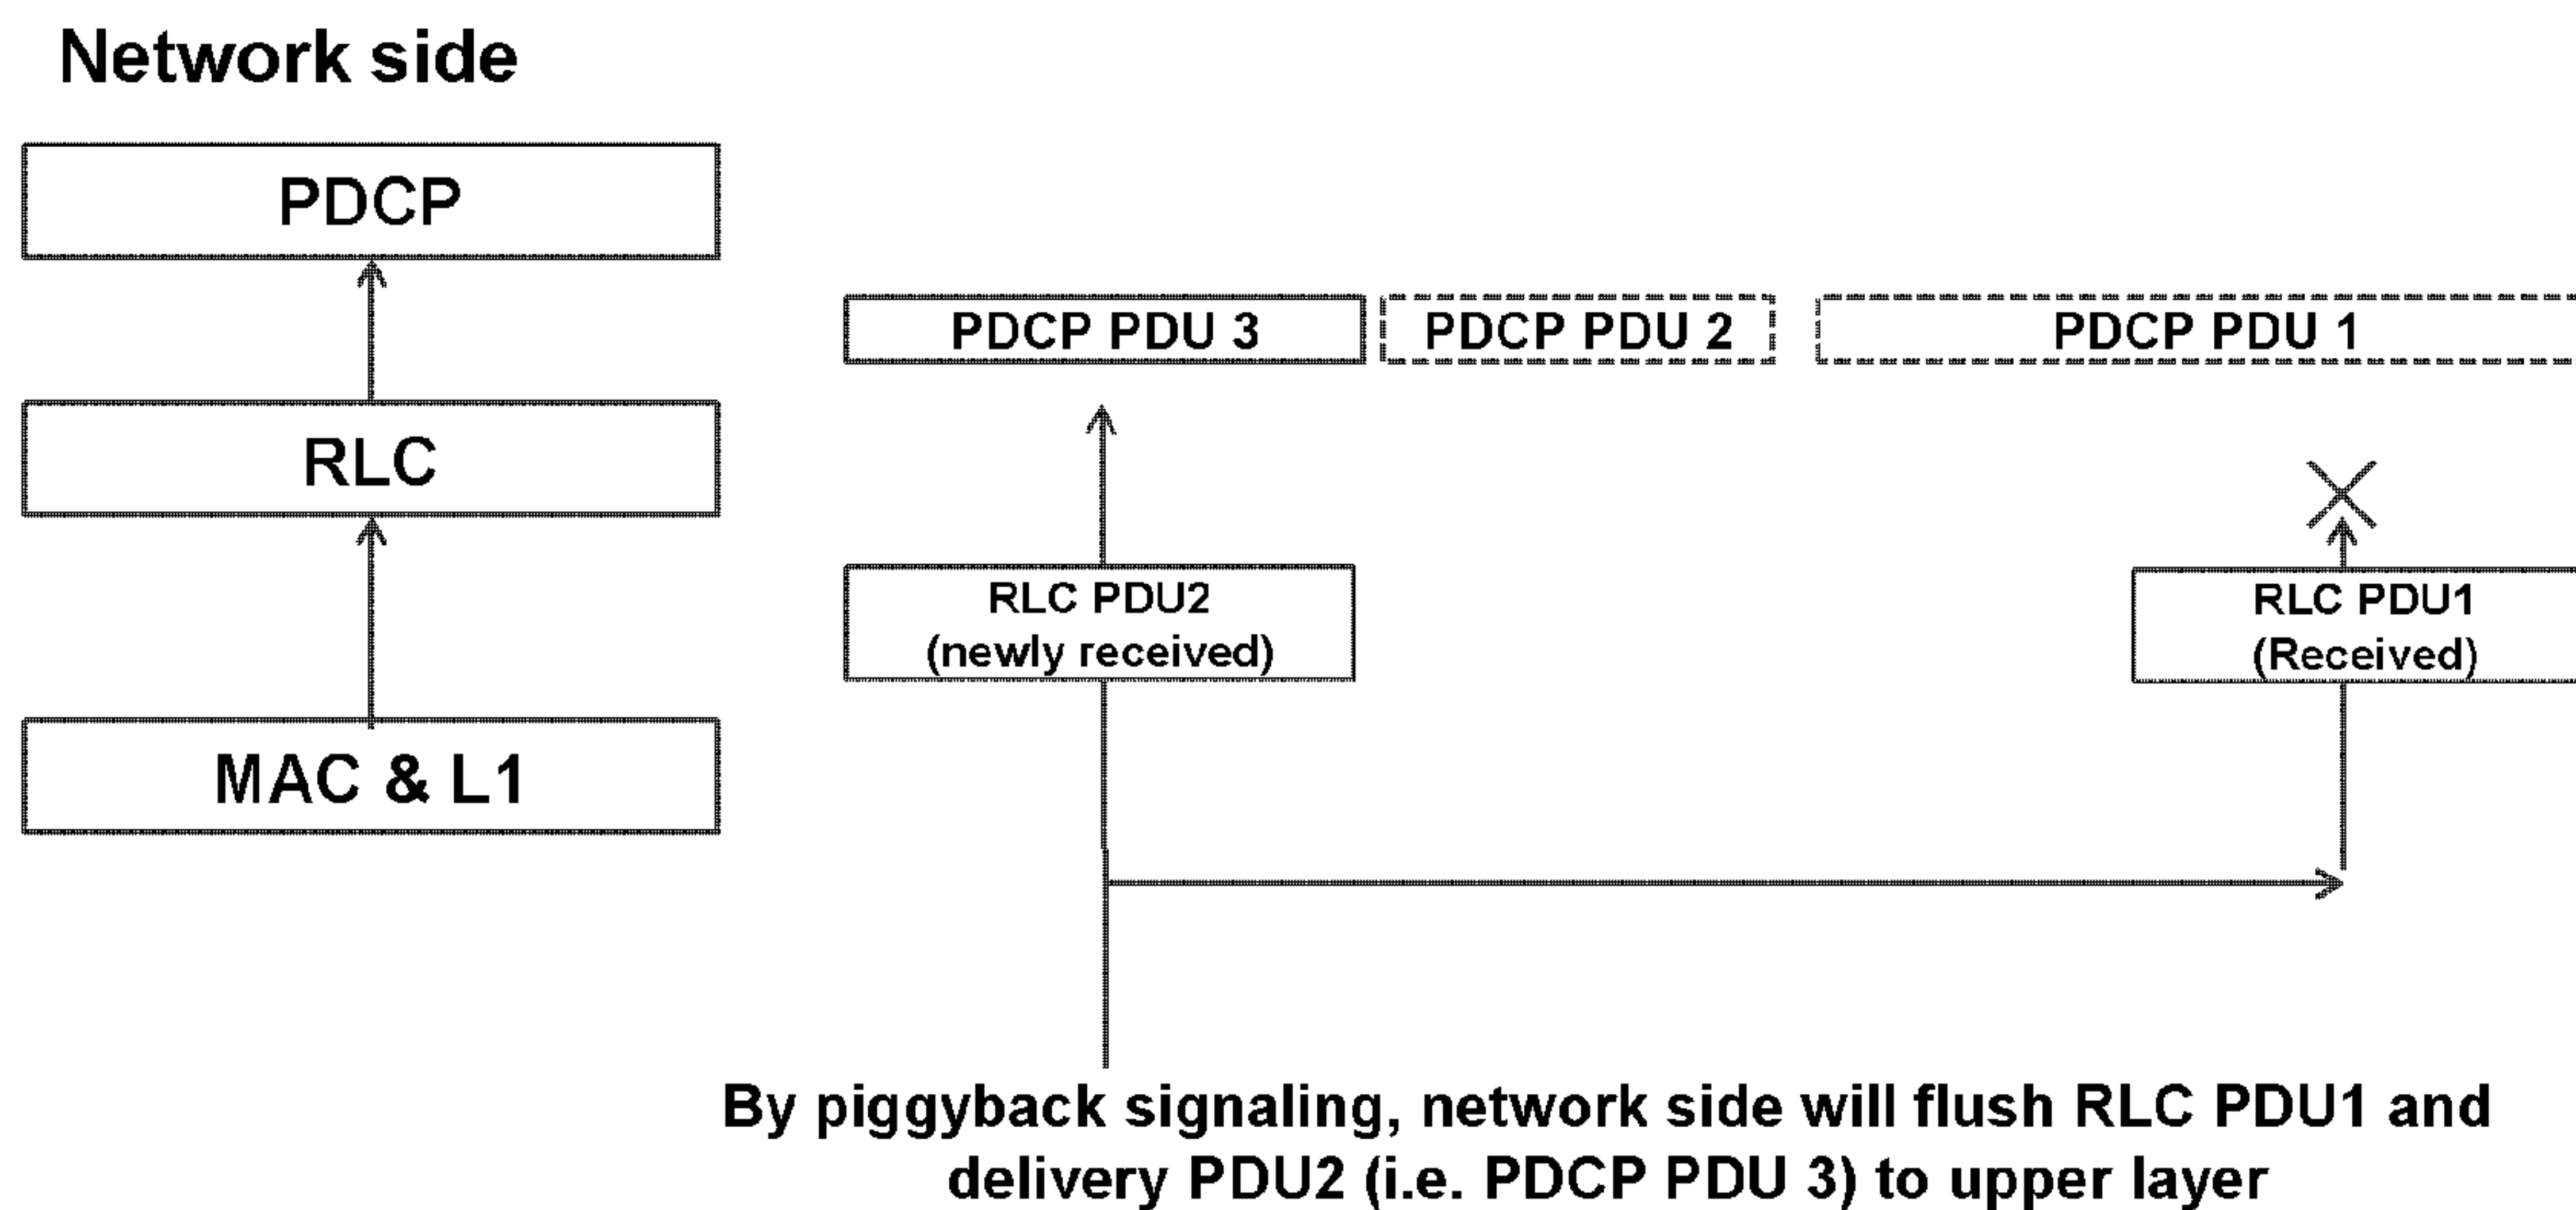 Network side
PDCP
RLC
MAC & L1
PDCP PDU 3
PDCP PDU 2
PDCP PDU 1
RLC PDU2
(newly received)
RLC PDU1
(Received)
By piggyback signaling, network side will flush RLC PDU1 and
delivery PDU2 (i.e. PDCP PDU 3) to upper layer